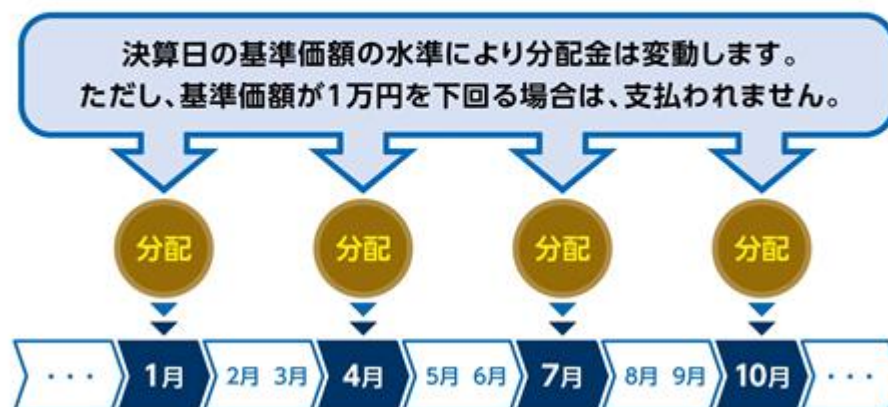 決算日の基準価額の水準により分配金は変動します。
ただし、基準価額が1万円を下回る場合は、支払われません。
分配 分配 分配 分配
・・・ 1月 2月 3月 4月 5月 6月 7月 8月 9月 10月 ・・・